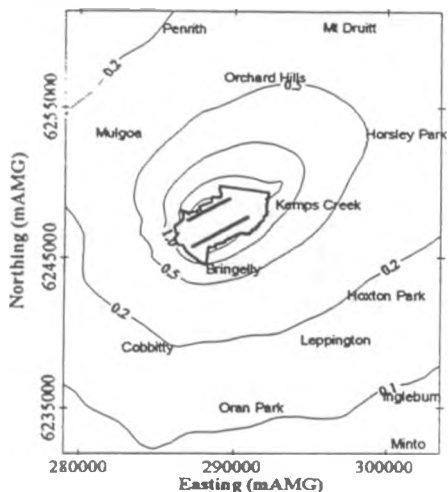 Penrith
Mt Druitt
0.2
Orchard Hills
0.5
6255000
Mulgoa
Horsley Park
Northing (mAMG)
Kemps Creek
6245000
0.5
Bringelly
0.2
0.2
Hoxton Park
Cobbitty
Leppington
0.1
Ingleburn
6235000
Oran Park
Minto
280000 290000 300000
Easting (mAMG)